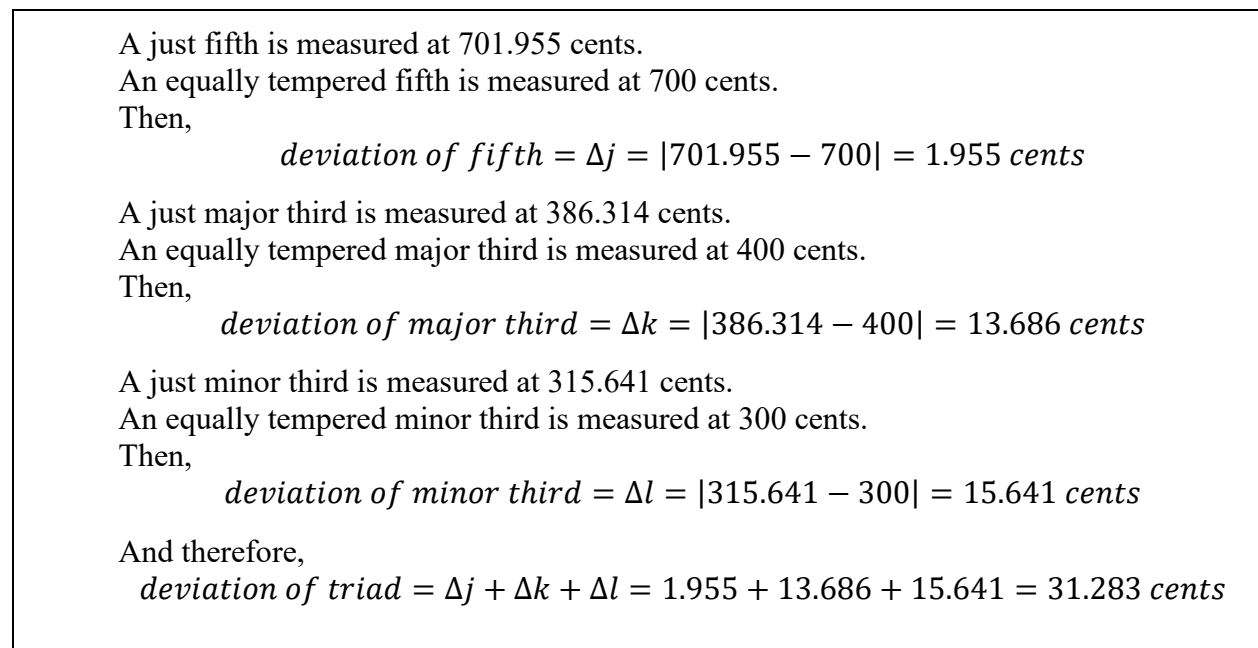 A just fifth is measured at 701.955 cents.
An equally tempered fifth is measured at 700 cents.
Then,
deviation of fifth = Δj = |701.955 − 700| = 1.955 cents
A just major third is measured at 386.314 cents.
An equally tempered major third is measured at 400 cents.
Then,
deviation of major third = Δk = |386.314 − 400| = 13.686 cents
A just minor third is measured at 315.641 cents.
An equally tempered minor third is measured at 300 cents.
Then,
deviation of minor third = Δl = |315.641 − 300| = 15.641 cents
And therefore,
deviation of triad = Δj + Δk + Δl = 1.955 + 13.686 + 15.641 = 31.283 cents